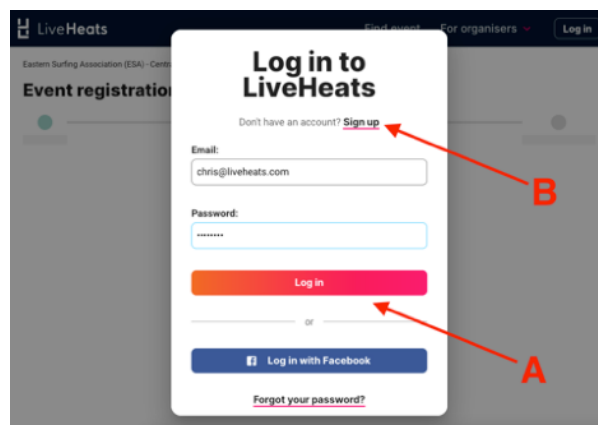 LiveHeats
Find event For organisers Log in
Eastern Surfing Association (ESA) - Centr
Event registration
Log in to
LiveHeats
Don't have an account? Sign up
B
Email:
chris@liveheats.com
Password:
........
Log in
A
or
Log in with Facebook
Forgot your password?